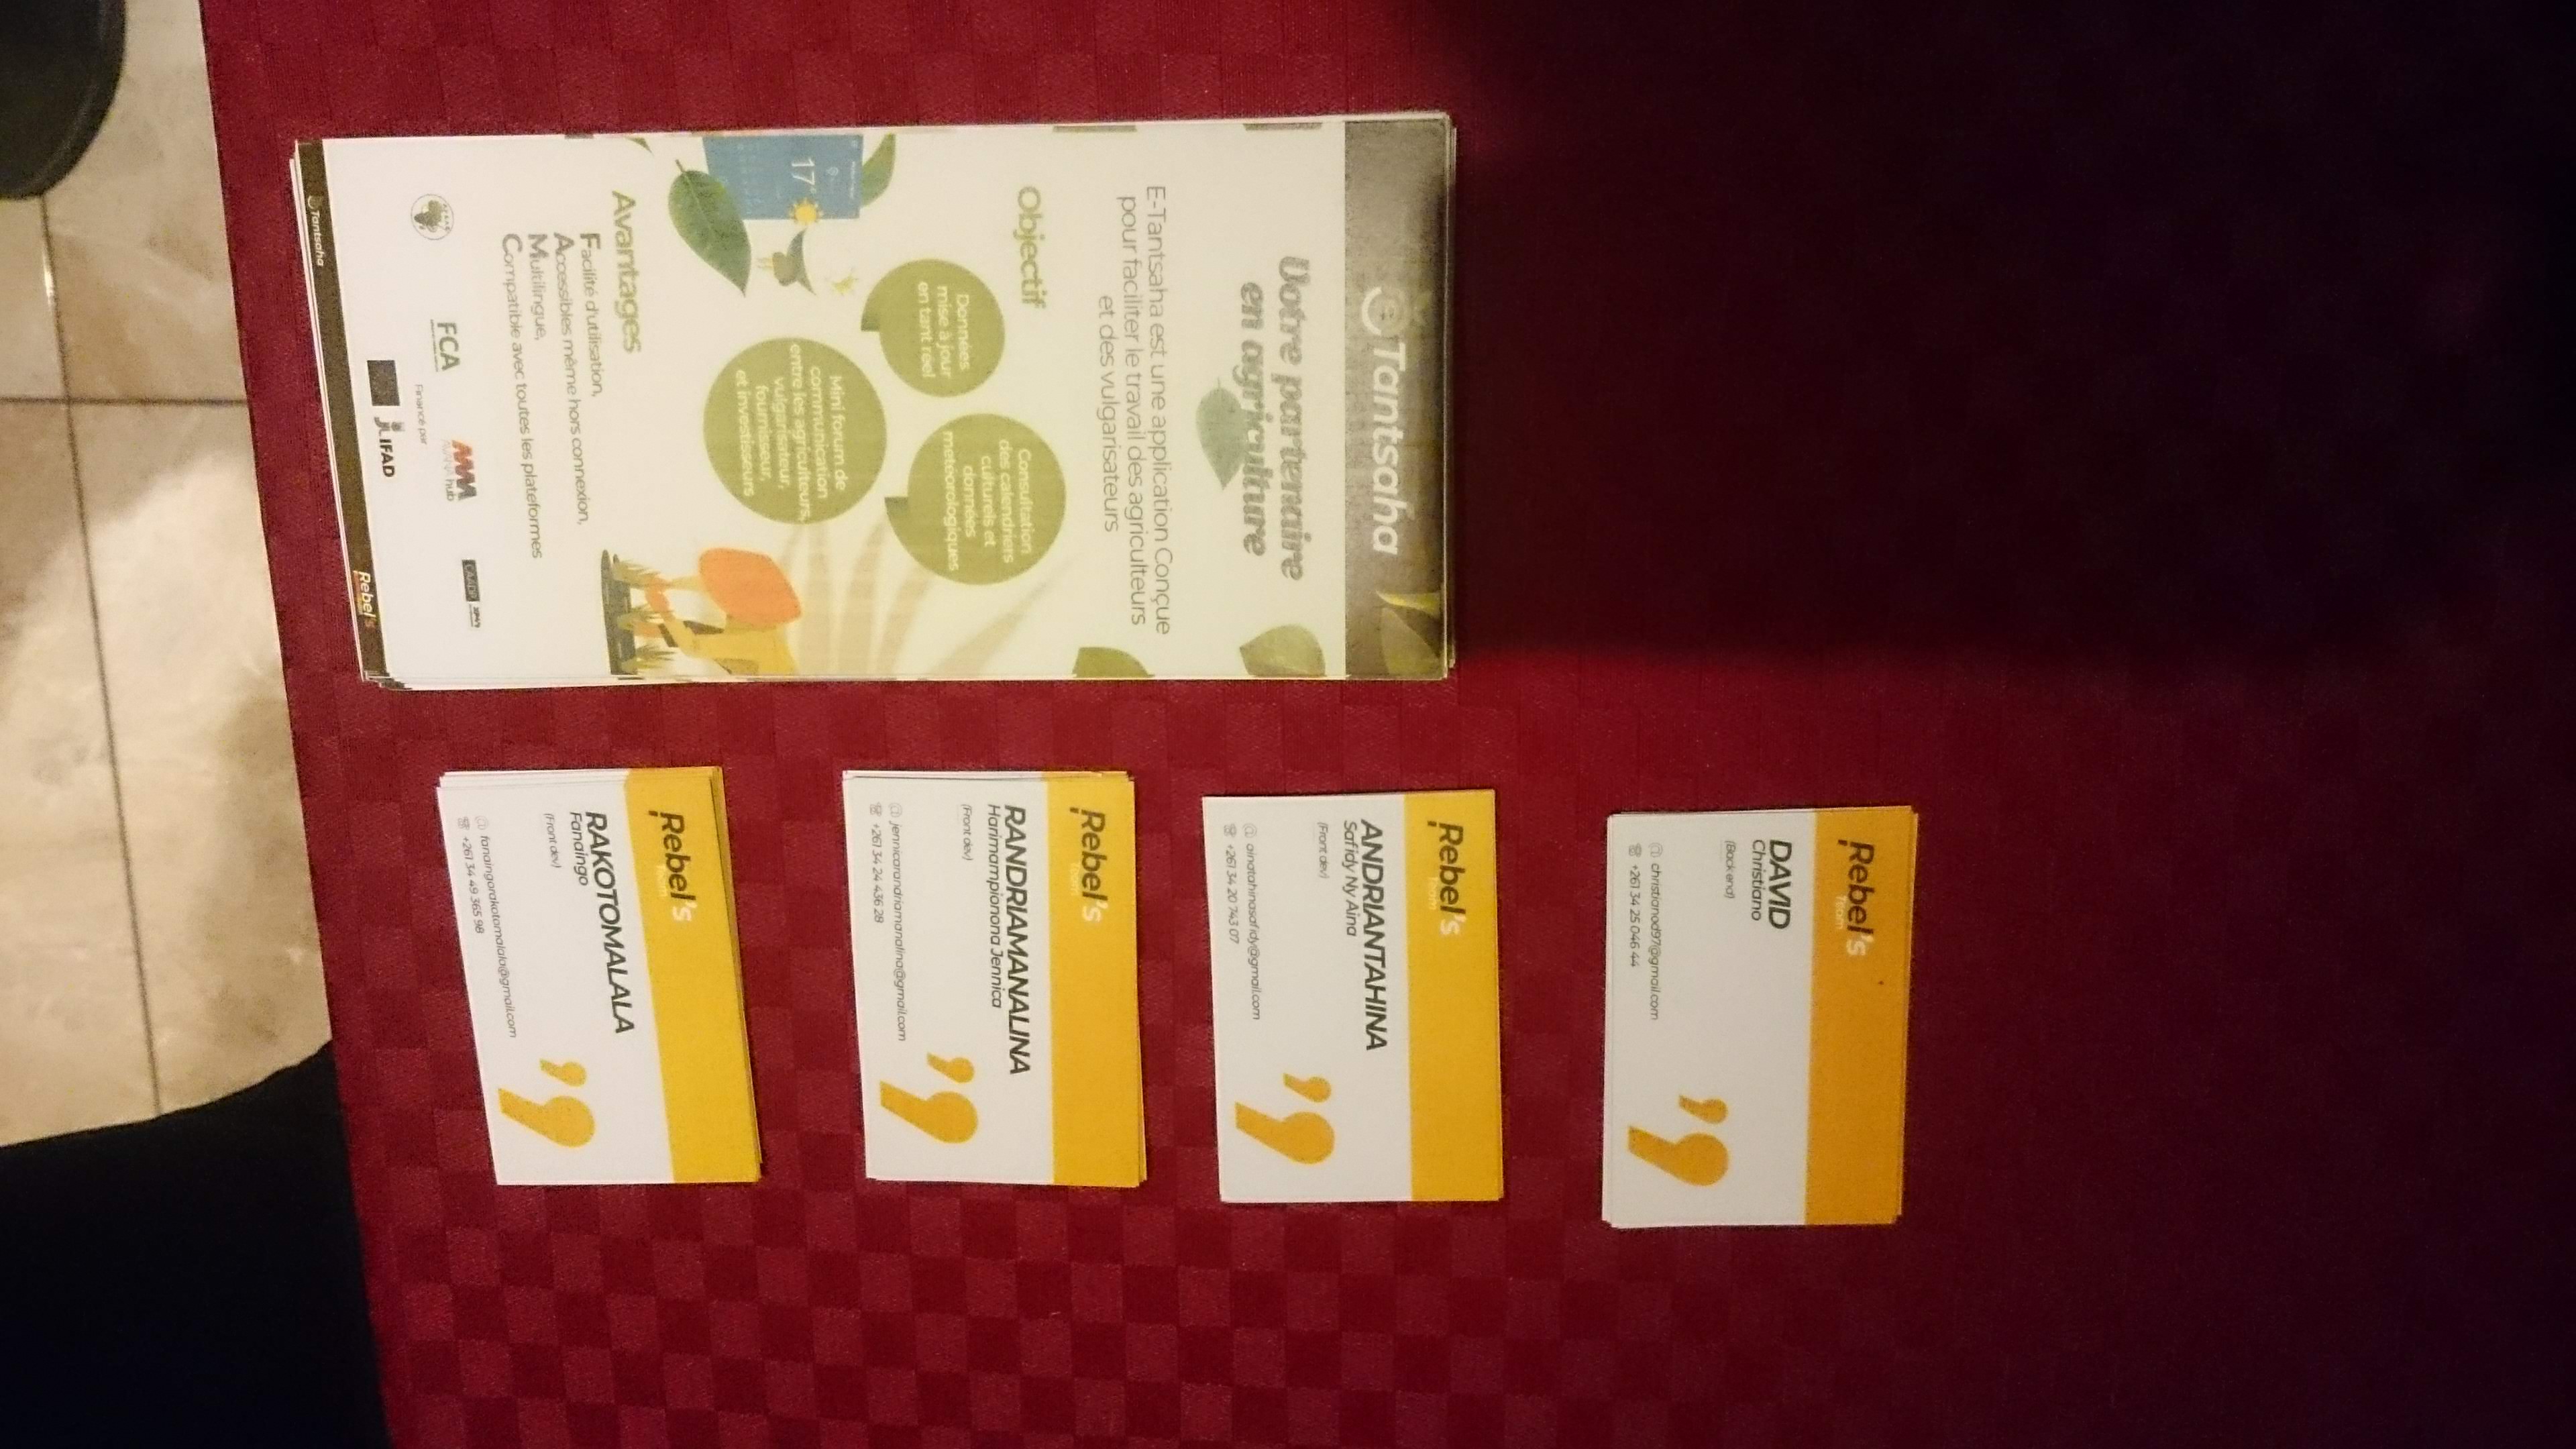 Rebel's
Team
DAVID
Christiano
(Back end)
christianod97@gmail.com
+261 34 25 046 44
Rebel's
Team
ANDRIANTAHINA
Safidy Ny Aina
(Front dev)
ainatahinasafidy@gmail.com
+261 34 20 743 07
Rebel's
Team
RANDRIAMANALINA
Harimampionona Jennica
(Front dev)
jennicarandriamanalina@gmail.com
+261 34 24 436 28
Rebel's
Team
RAKOTOMALALA
Fanaingo
(Front dev)
fanaingorakotomalala@gmail.com
+261 34 49 365 98
eTantsaha
Votre partenaire
en agriculture
E-Tantsaha est une application Conçue
pour faciliter le travail des agriculteurs
et des vulgarisateurs
Objectif
Données
mise à jour
en tant réel
Consultation
des calendriers
culturels et
données
météorologiques
Mini forum de
communication
entre les agriculteurs,
vulgarisateur,
fournisseur,
et investisseurs
17°
Avantages
Facilité d'utilisation,
Accessibles même hors connexion,
Multilingue,
Compatible avec toutes les plateformes
FCA
hub
Financé par
JLIFAD
eTantsaha
Rebel's